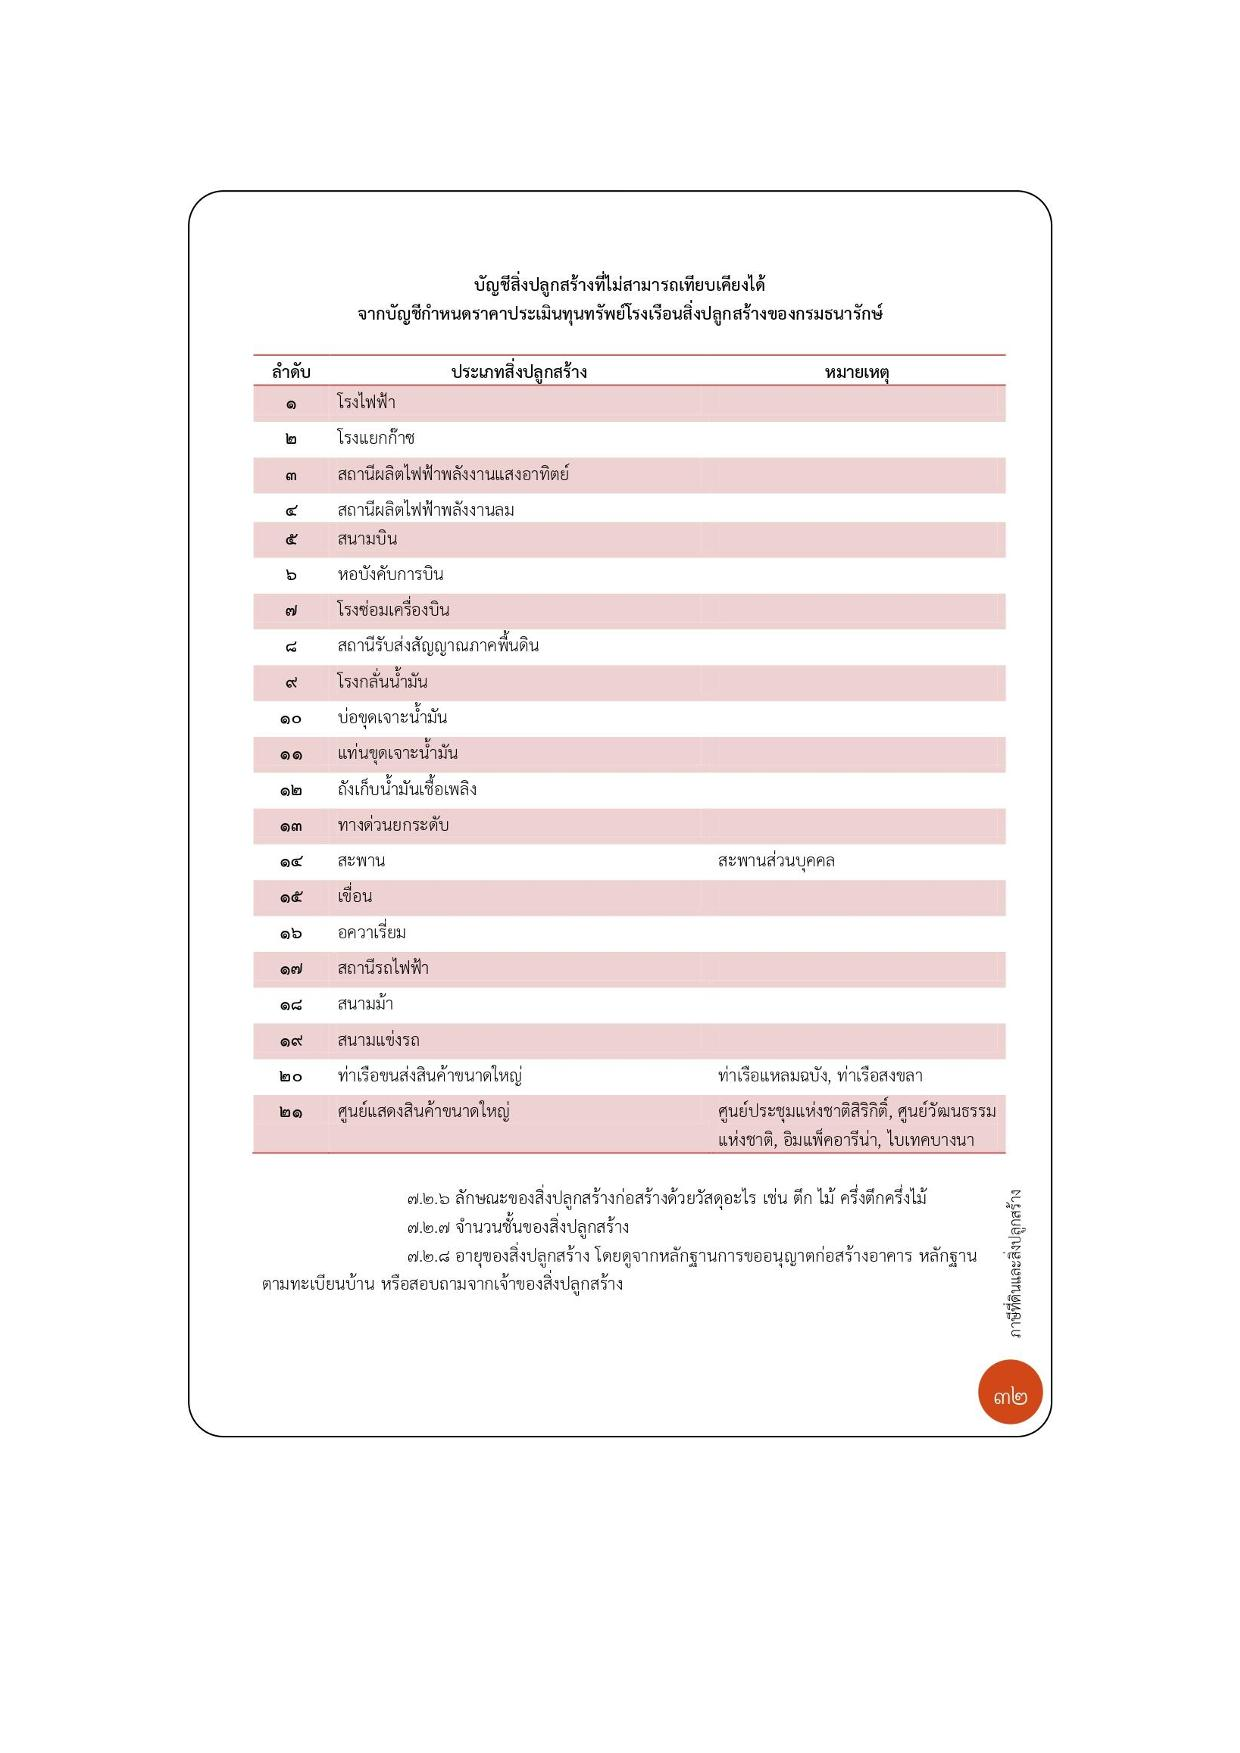 บัญชีสิ่งปลูกสร้างที่ไม่สามารถเทียบเคียงได้
จากบัญชีกำหนดราคาประเมินทุนทรัพย์โรงเรือนสิ่งปลูกสร้างของกรมธนารักษ์
ลำดับ ประเภทสิ่งปลูกสร้าง หมายเหตุ
๑ โรงไฟฟ้า
๒ โรงแยกก๊าซ
๓ สถานีผลิตไฟฟ้าพลังงานแสงอาทิตย์
๔ สถานีผลิตไฟฟ้าพลังงานลม
๕ สนามบิน
๖ หอบังคับการบิน
๗ โรงซ่อมเครื่องบิน
๘ สถานีรับส่งสัญญาณภาคพื้นดิน
๙ โรงกลั่นน้ำมัน
๑๐ บ่อขุดเจาะน้ำมัน
๑๑ แท่นขุดเจาะน้ำมัน
๑๒ ถังเก็บน้ำมันเชื้อเพลิง
๑๓ ทางด่วนยกระดับ
๑๔ สะพาน สะพานส่วนบุคคล
๑๕ เขื่อน
๑๖ อควาเรี่ยม
๑๗ สถานีรถไฟฟ้า
๑๘ สนามม้า
๑๙ สนามแข่งรถ
๒๐ ท่าเรือขนส่งสินค้าขนาดใหญ่ ท่าเรือแหลมฉบัง, ท่าเรือสงขลา
๒๑ ศูนย์แสดงสินค้าขนาดใหญ่ ศูนย์ประชุมแห่งชาติสิริกิติ์, ศูนย์วัฒนธรรม
แห่งชาติ, อิมแพ็คอารีน่า, ไบเทคบางนา
๗.๒.๖ ลักษณะของสิ่งปลูกสร้างก่อสร้างด้วยวัสดุอะไร เช่น ตึก ไม้ ครึ่งตึกครึ่งไม้
๗.๒.๗ จำนวนชั้นของสิ่งปลูกสร้าง
๗.๒.๘ อายุของสิ่งปลูกสร้าง โดยดูจากหลักฐานการขออนุญาตก่อสร้างอาคาร หลักฐาน
ตามทะเบียนบ้าน หรือสอบถามจากเจ้าของสิ่งปลูกสร้าง
ภาษีที่ดินและสิ่งปลูกสร้าง
๓๒